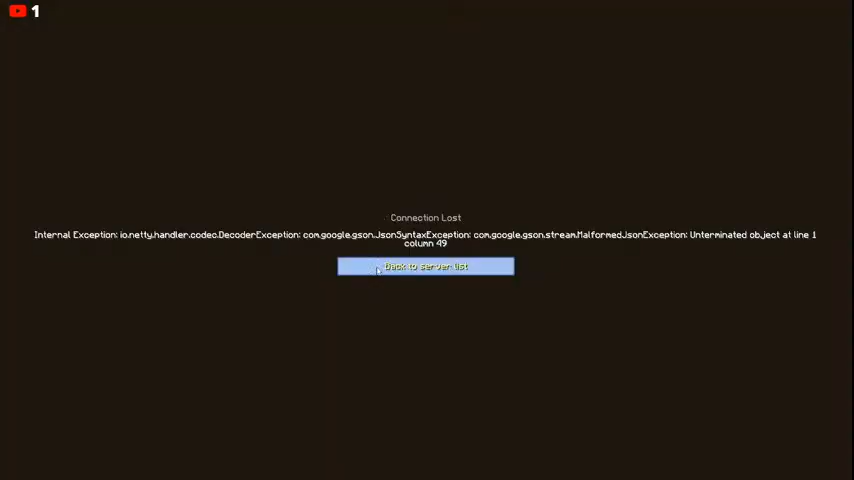 1
Connection Lost
Internal Exception: io.netty.handler.codec.DecoderException: com.google.gson.JsonSyntaxException: com.google.gson.stream.MalformedJsonException: Unterminated object at line 1
column 49
Back to server list